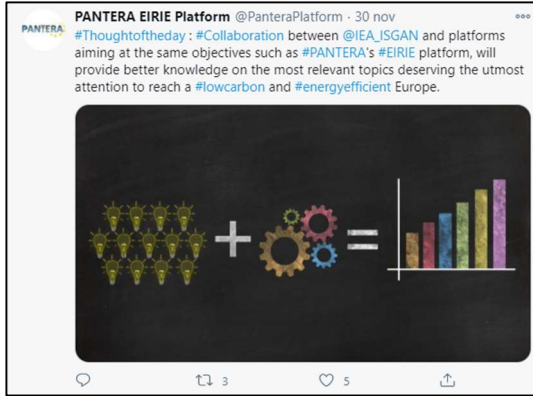 PANTERA
PANTERA EIRIE Platform @PanteraPlatform · 30 nov
#Thoughtoftheday : #Collaboration between @IEA_ISGAN and platforms
aiming at the same objectives such as #PANTERA's #EIRIE platform, will
provide better knowledge on the most relevant topics deserving the utmost
attention to reach a #lowcarbon and #energyefficient Europe.
+ =
3 5